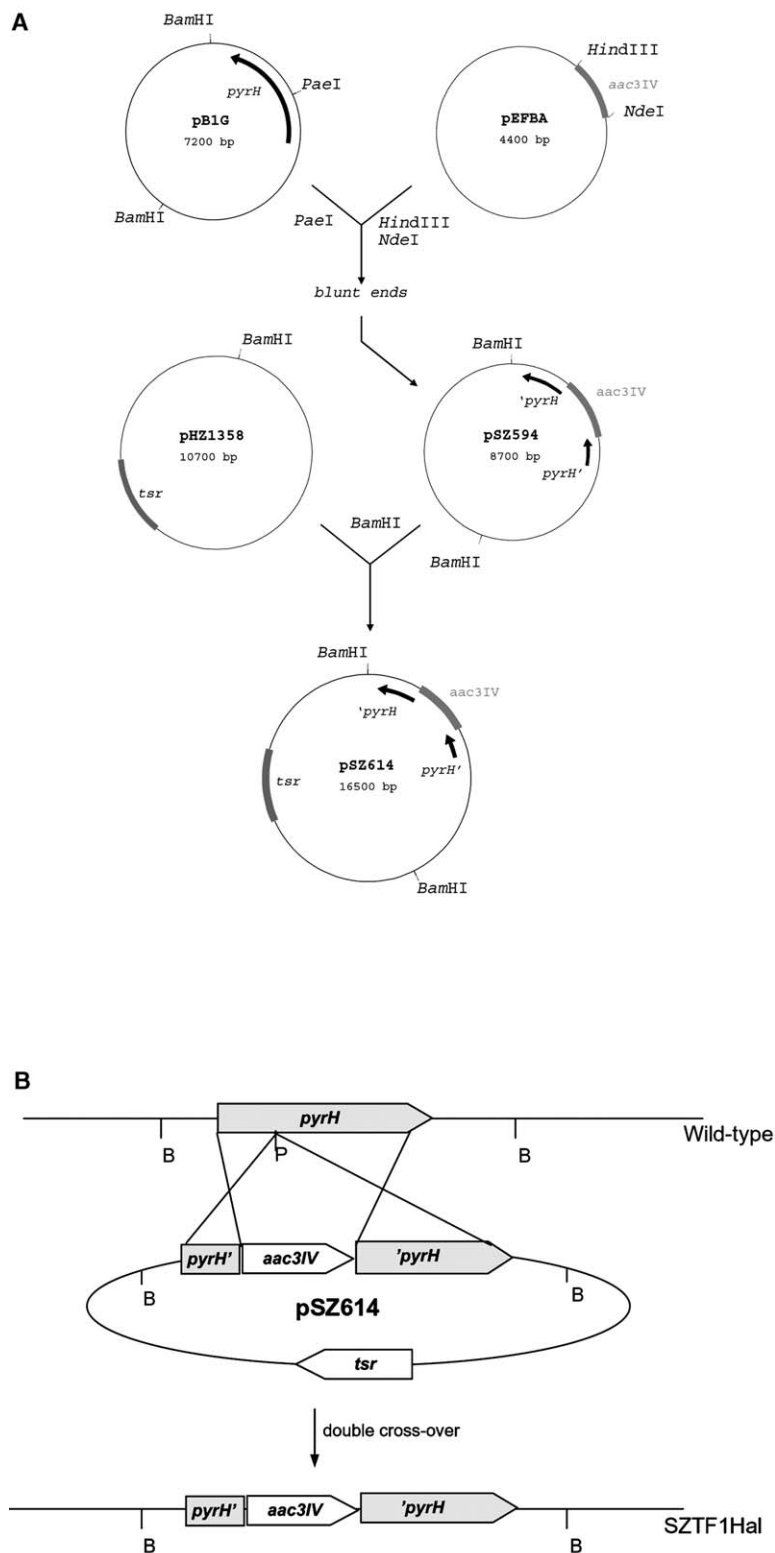 A
BamHI
PaeI
pyrH
pB1G
7200 bp
BamHI
HindIII
aac3IV
NdeI
pEFBA
4400 bp
PaeI
HindIII
NdeI
blunt ends
BamHI
pHZ1358
10700 bp
tsr
BamHI
aac3IV
'pyrH
pSZ594
8700 bp
pyrH'
BamHI
BamHI
BamHI
aac3IV
'pyrH
pSZ614
16500 bp
pyrH'
tsr
BamHI
B
pyrH
Wild-type
B
P
B
pyrH'
aac3IV
'pyrH
B
B
pSZ614
tsr
double cross-over
pyrH'
aac3IV
'pyrH
SZTF1Hal
B
B